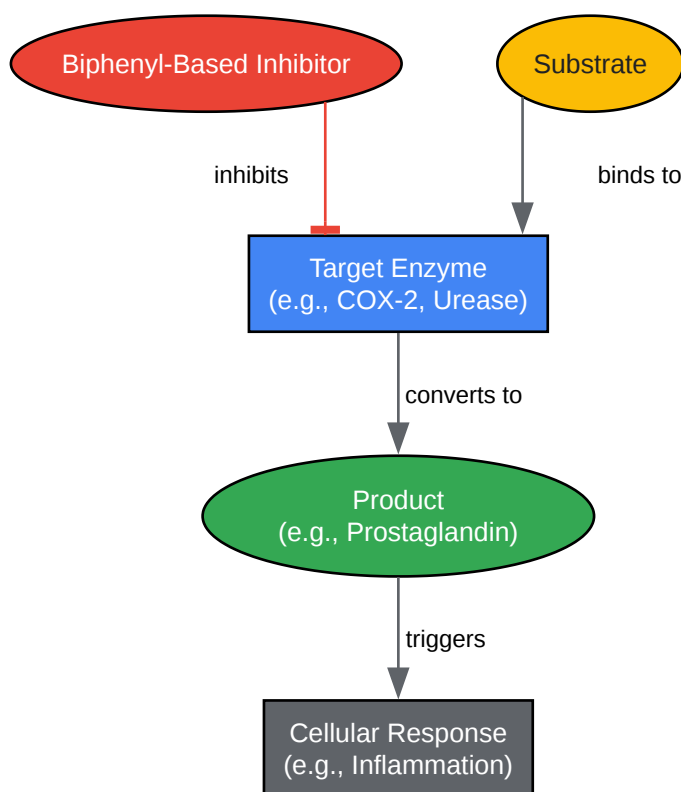 Biphenyl-Based Inhibitor
Substrate
inhibits
binds to
Target Enzyme
(e.g., COX-2, Urease)
converts to
Product
(e.g., Prostaglandin)
triggers
Cellular Response
(e.g., Inflammation)